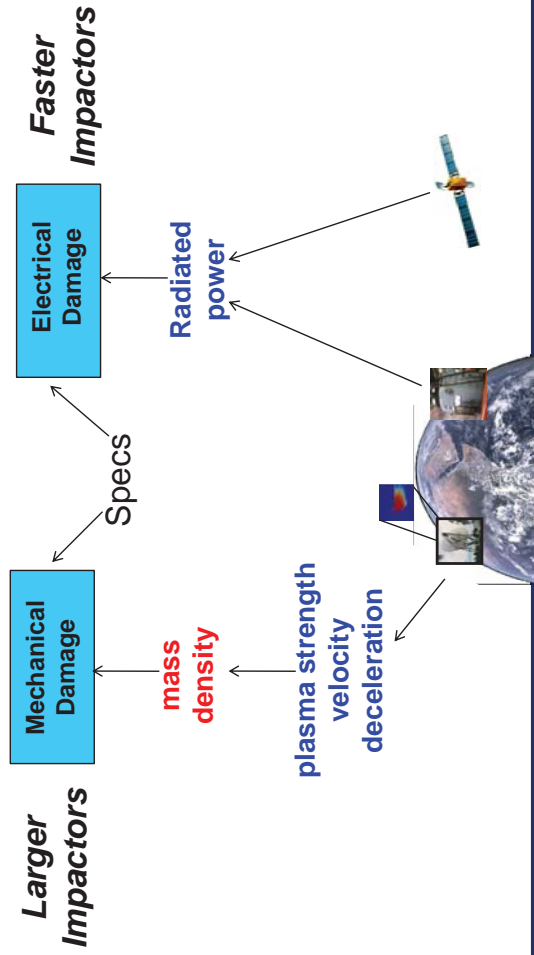 Larger
Impactors
Mechanical
Damage
Specs
Electrical
Damage
Faster
Impactors
mass
density
Radiated
power
plasma strength
velocity
deceleration